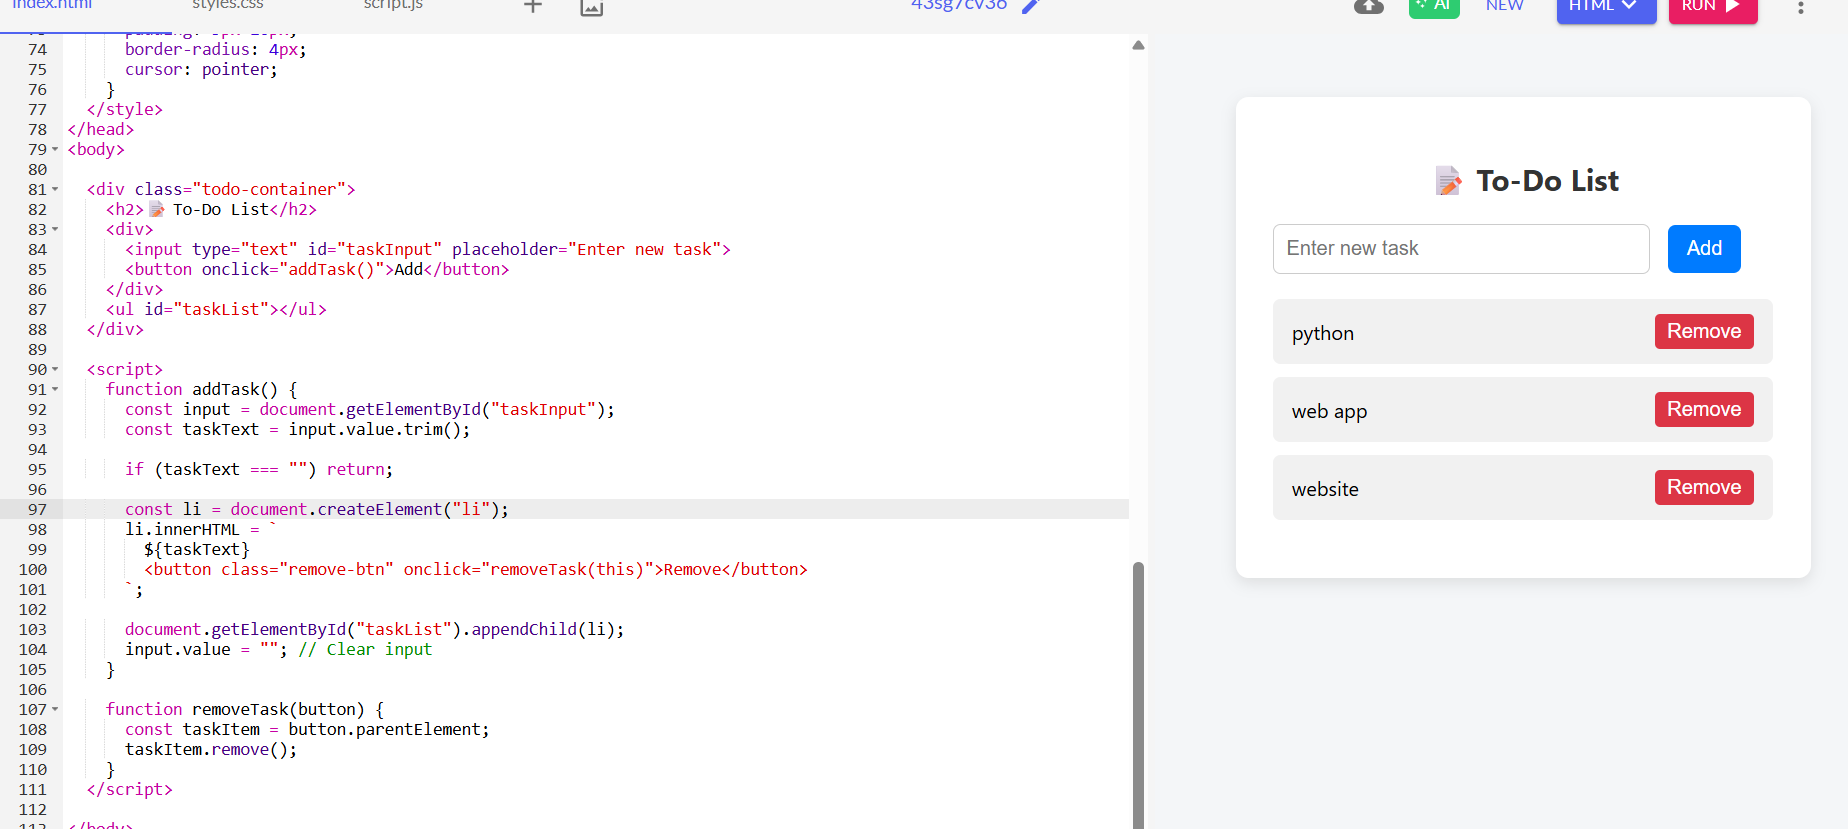 index.html styles.css script.js 43sg7cv36 AI NEW HTML RUN
74 border-radius: 4px;
75 cursor: pointer;
76 }
77 </style>
78 </head>
79 <body>
80
81 <div class="todo-container">
82 <h2>📝 To-Do List</h2>
83 <div>
84 <input type="text" id="taskInput" placeholder="Enter new task">
85 <button onclick="addTask()">Add</button>
86 </div>
87 <ul id="taskList"></ul>
88 </div>
89
90 <script>
91 function addTask() {
92 const input = document.getElementById("taskInput");
93 const taskText = input.value.trim();
94
95 if (taskText === "") return;
96
97 const li = document.createElement("li");
98 li.innerHTML = `
99 ${taskText}
100 <button class="remove-btn" onclick="removeTask(this)">Remove</button>
101 `;
102
103 document.getElementById("taskList").appendChild(li);
104 input.value = ""; // Clear input
105 }
106
107 function removeTask(button) {
108 const taskItem = button.parentElement;
109 taskItem.remove();
110 }
111 </script>
112
113 </body>
📝 To-Do List
Enter new task Add
python Remove
web app Remove
website Remove